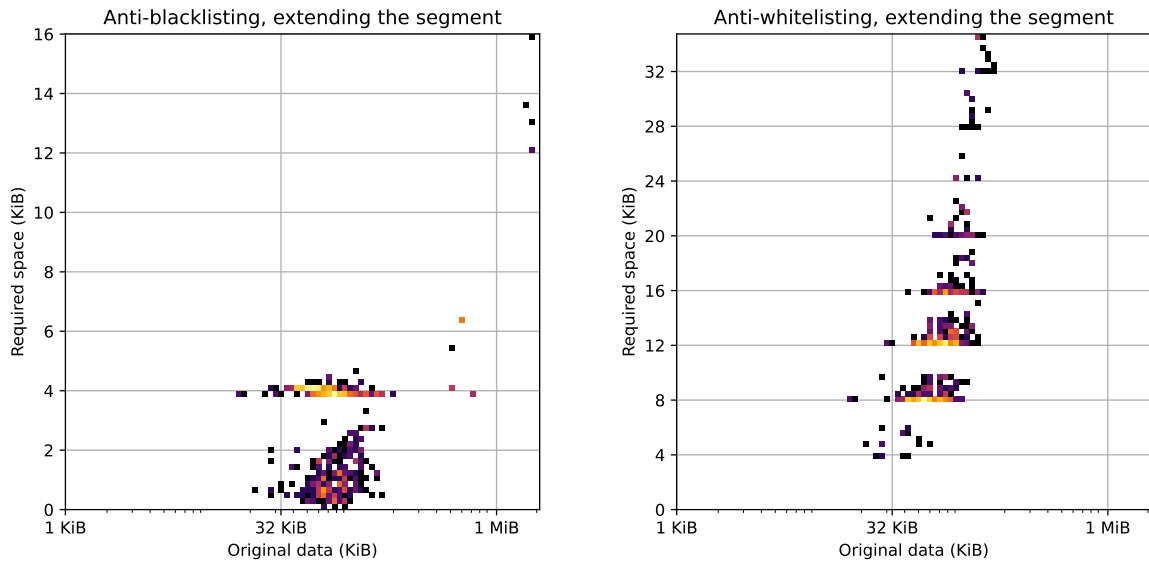 Anti-blacklisting, extending the segment
16
14
12
10
8
6
4
2
0
Required space (KiB)
1 KiB
32 KiB
1 MiB
Original data (KiB)
Anti-whitelisting, extending the segment
32
28
24
20
16
12
8
4
0
Required space (KiB)
1 KiB
32 KiB
1 MiB
Original data (KiB)